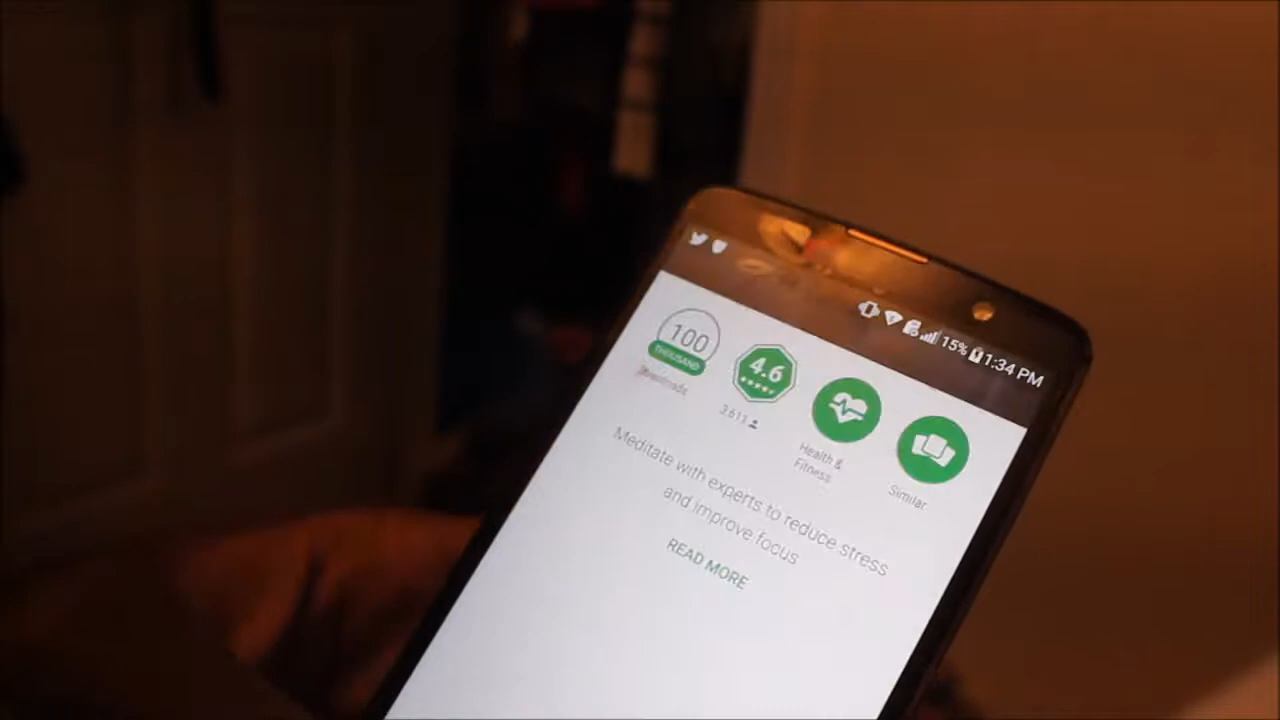 15% 1:34 PM
100
THOUSAND
Downloads
4.6
3,611
Health &
Fitness
Similar
Meditate with experts to reduce stress
and improve focus
READ MORE